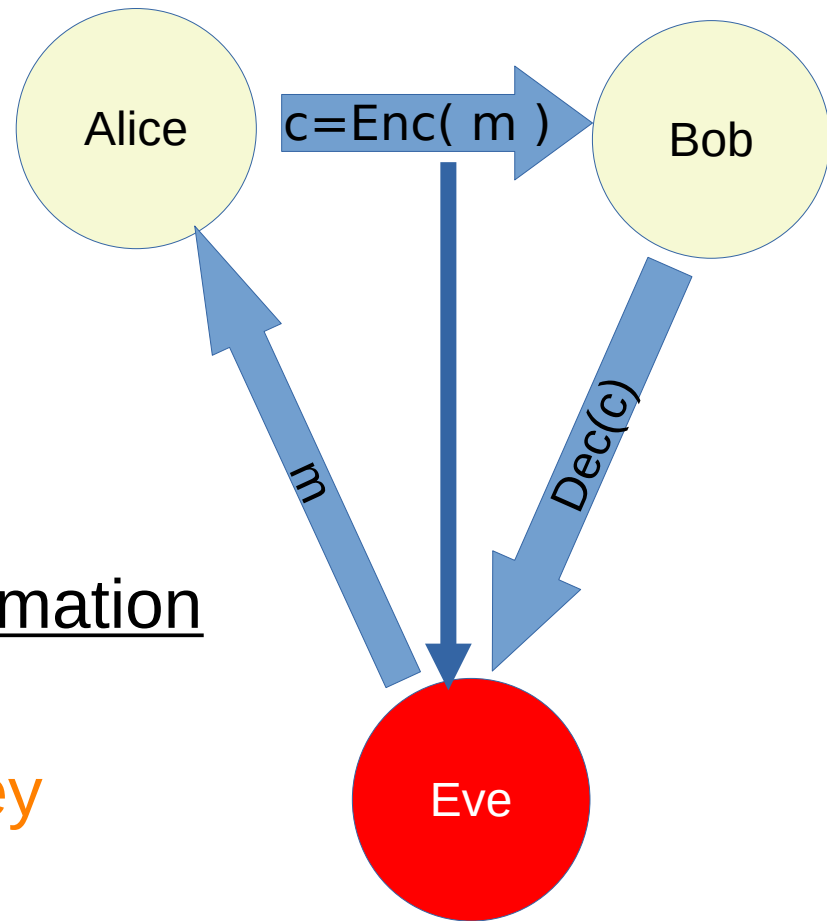 Alice
c=Enc( m )
Bob
m
Dec(c)
mation
ey
Eve